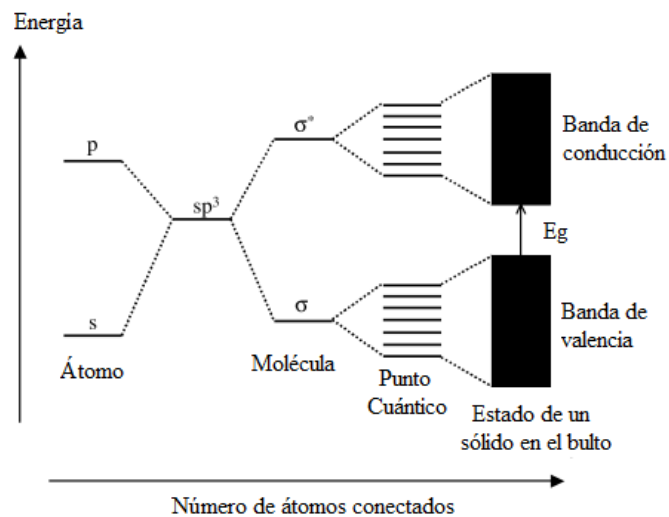 Energia
p
sp³
s
Átomo
σ*
σ
Molécula
Punto
Cuántico
Banda de
conducción
Eg
Banda de
valencia
Estado de un
sólido en el bulto
Número de átomos conectados